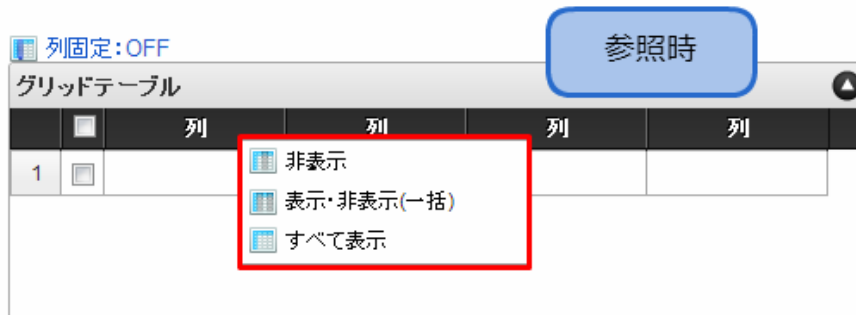 参照時
列固定:OFF
グリッドテーブル
列 列 列 列
1
非表示
表示・非表示(一括)
すべて表示